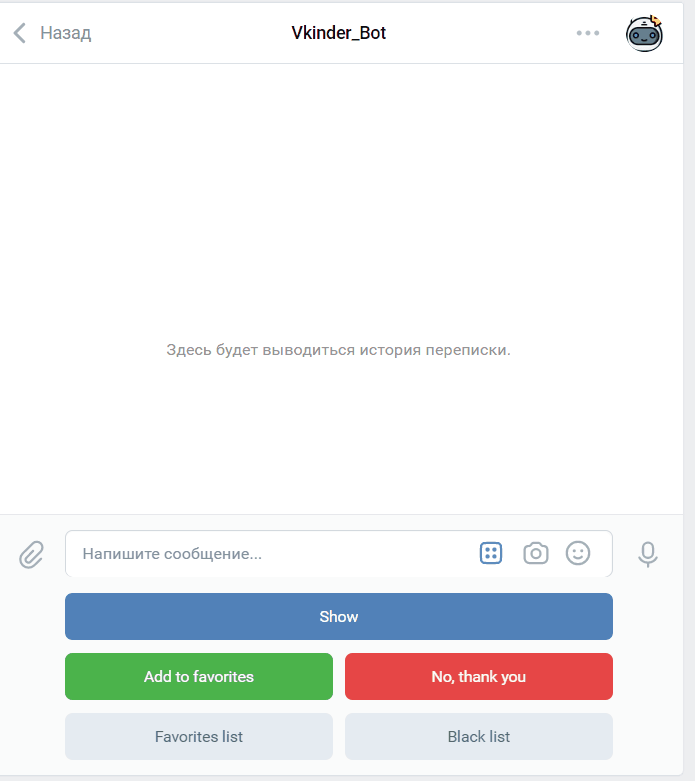 Назад
Vkinder_Bot
Здесь будет выводиться история переписки.
Напишите сообщение...
Show
Add to favorites
No, thank you
Favorites list
Black list